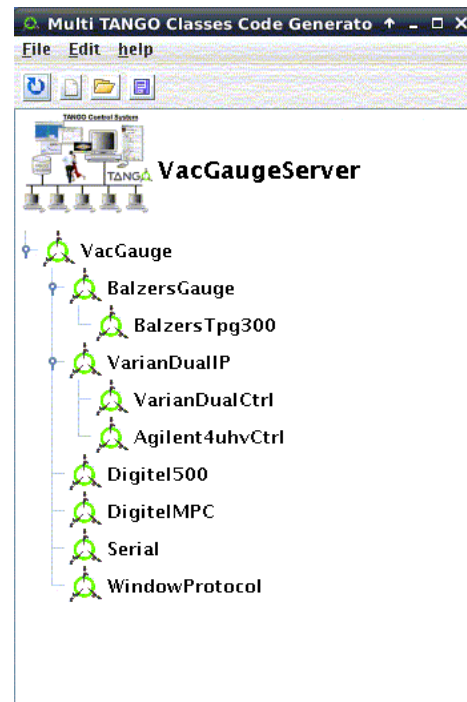 Multi TANGO Classes Code Generato
File Edit help
TANGO Control System
TANGO
VacGaugeServer
VacGauge
BalzersGauge
BalzersTpg300
VarianDualIP
VarianDualCtrl
Agilent4uhvCtrl
Digitel500
DigitelMPC
Serial
WindowProtocol